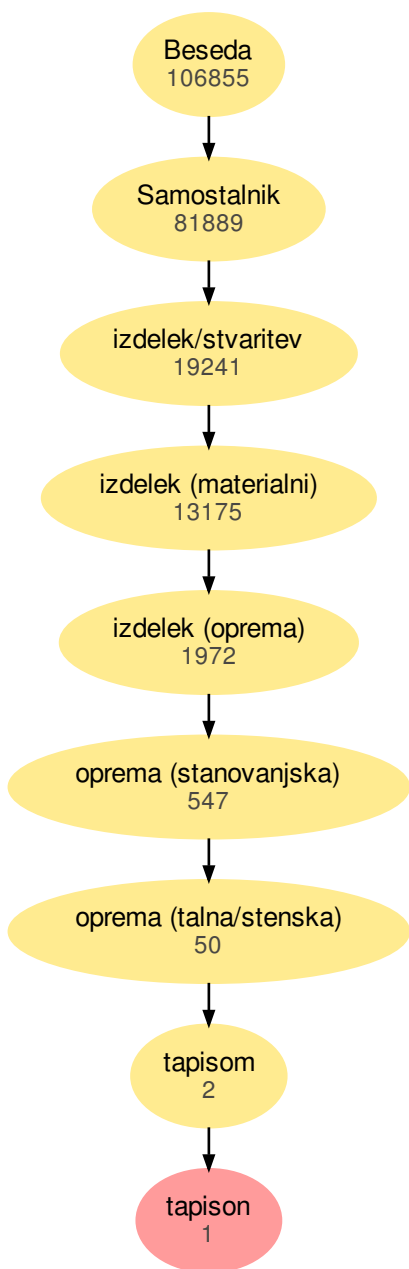 Beseda
106855
Samostalnik
81889
izdelek/stvaritev
19241
izdelek (materialni)
13175
izdelek (oprema)
1972
oprema (stanovanjska)
547
oprema (talna/stenska)
50
tapisom
2
tapison
1